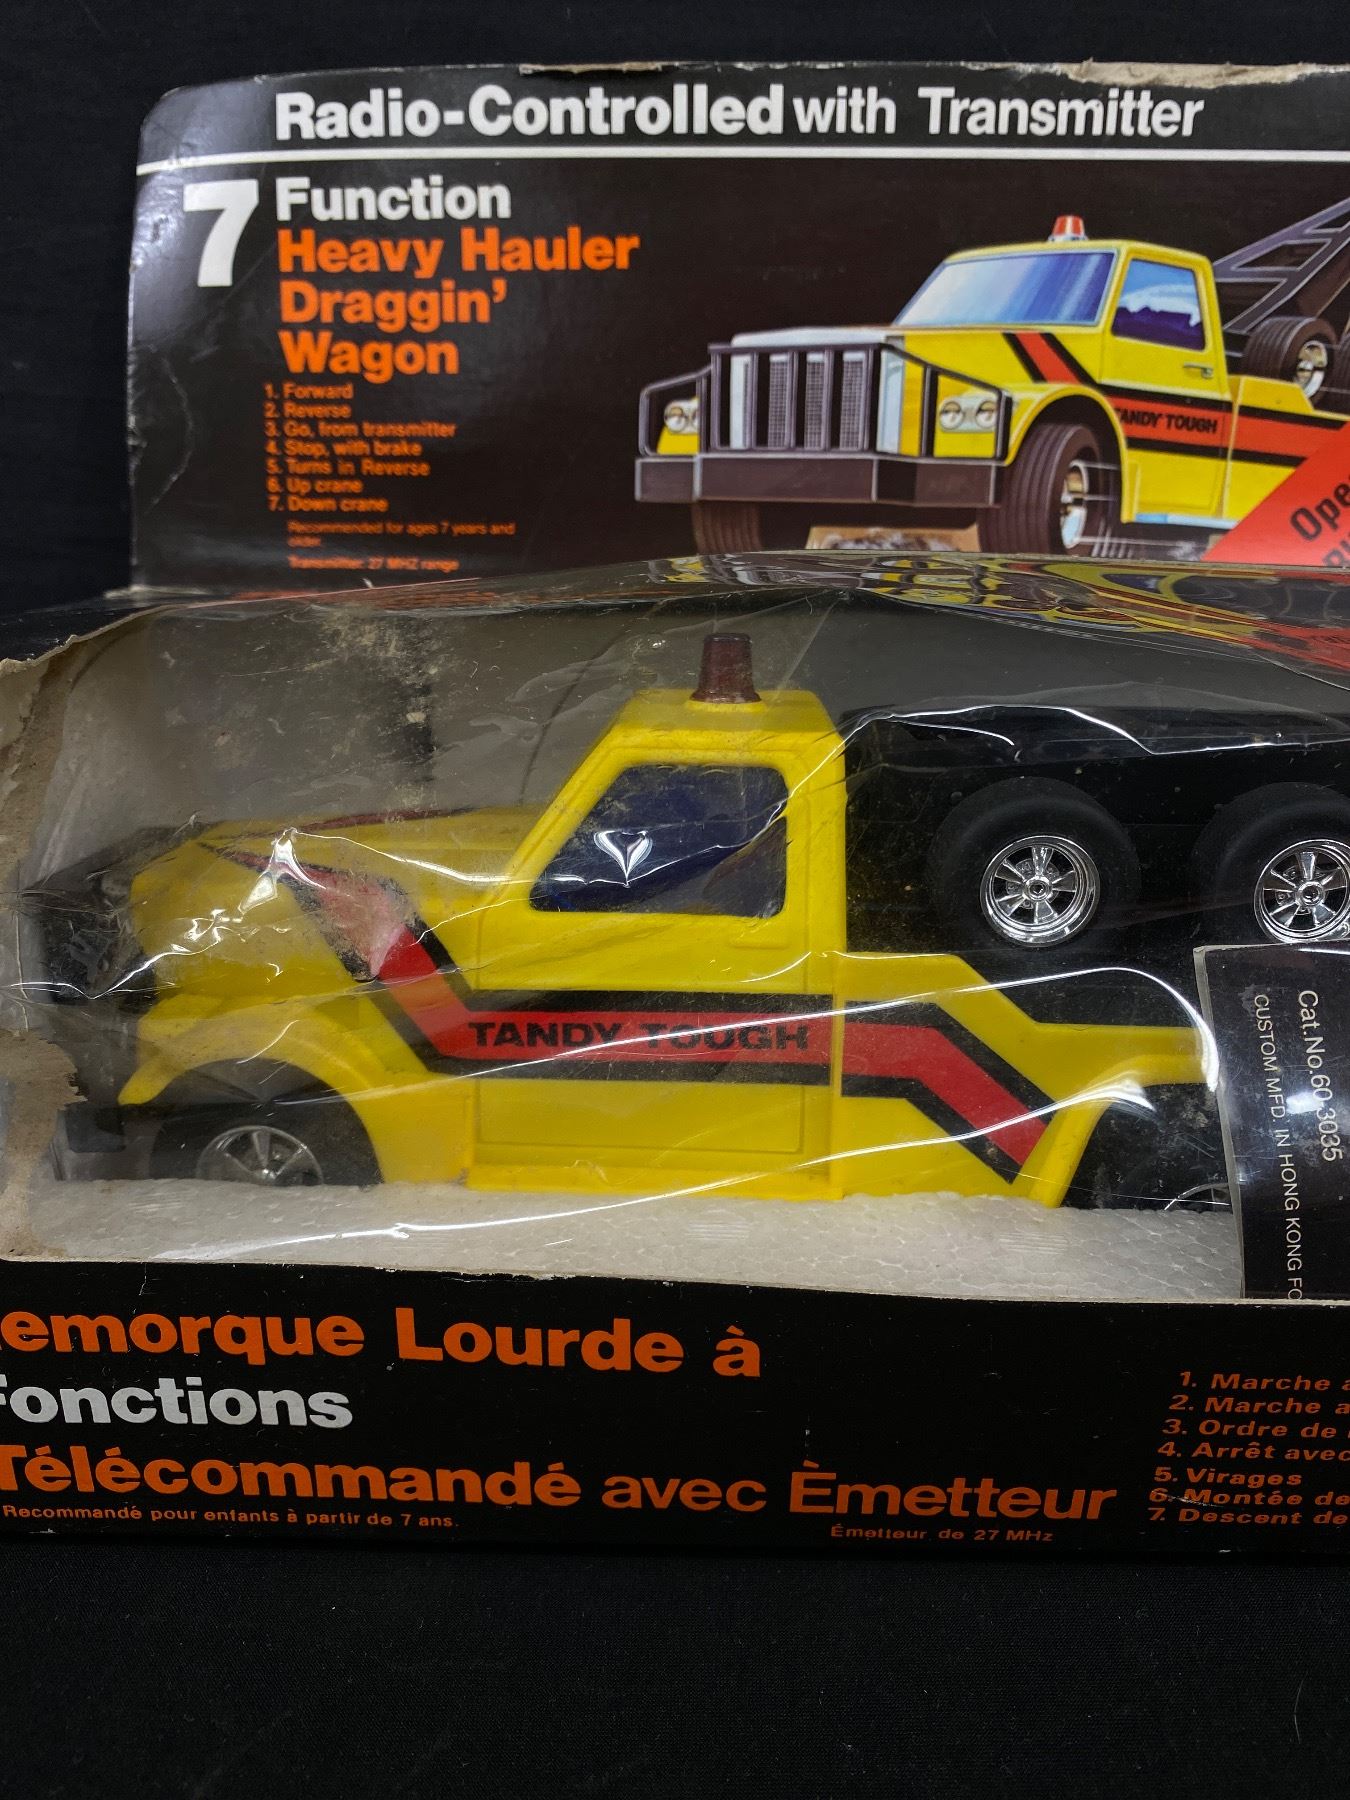 Radio-Controlled with Transmitter
7 Function
Heavy Hauler
Draggin'
Wagon
1. Forward
2. Reverse
3. Go, from transmitter
4. Stop, with brake
5. Turns in Reverse
6. Up crane
7. Down crane
Recommended for ages 7 years and
older.
Transmitter: 27 MHZ range
TANDY TOUGH
TANDY TOUGH
Cat.No.60-3035
CUSTOM MFD. IN HONG KONG
Lourde à
Fonctions
Télécommandé avec Èmetteur
Recommandé pour enfants à partir de 7 ans.
Émetteur de 27 MHz
1. Marche
2. Marche
3. Ordre de
4. Arrêt avec
5. Virages
6. Montée de
7. Descent de